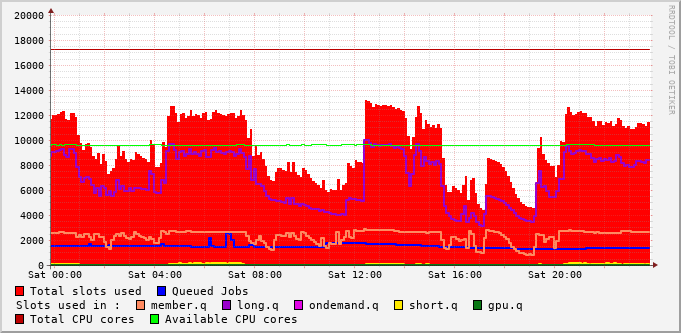 20000
18000
16000
14000
12000
10000
8000
6000
4000
2000
0
Sat 00:00 Sat 04:00 Sat 08:00 Sat 12:00 Sat 16:00 Sat 20:00
Total slots used Queued Jobs
Slots used in : member.q long.q ondemand.q short.q gpu.q
Total CPU cores Available CPU cores
RRDTOOL / TOBI OETIKER